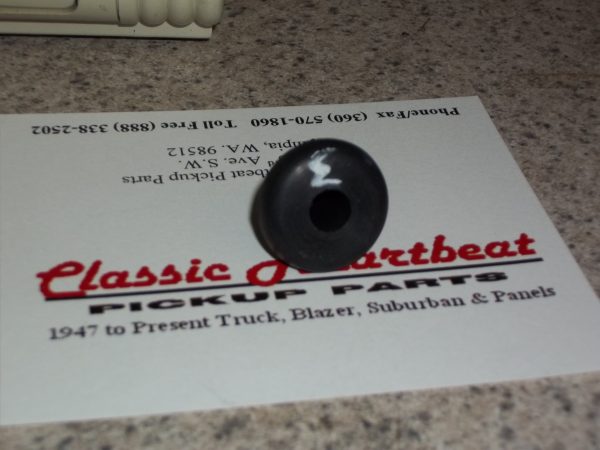 Classic Heartbeat
PICKUP PARTS
1947 to Present Truck, Blazer, Suburban & Panels
Pickup Parts
Ave. S.W.
WA. 98512
Phone/Fax (360) 570-1860 Toll Free (888) 338-2502